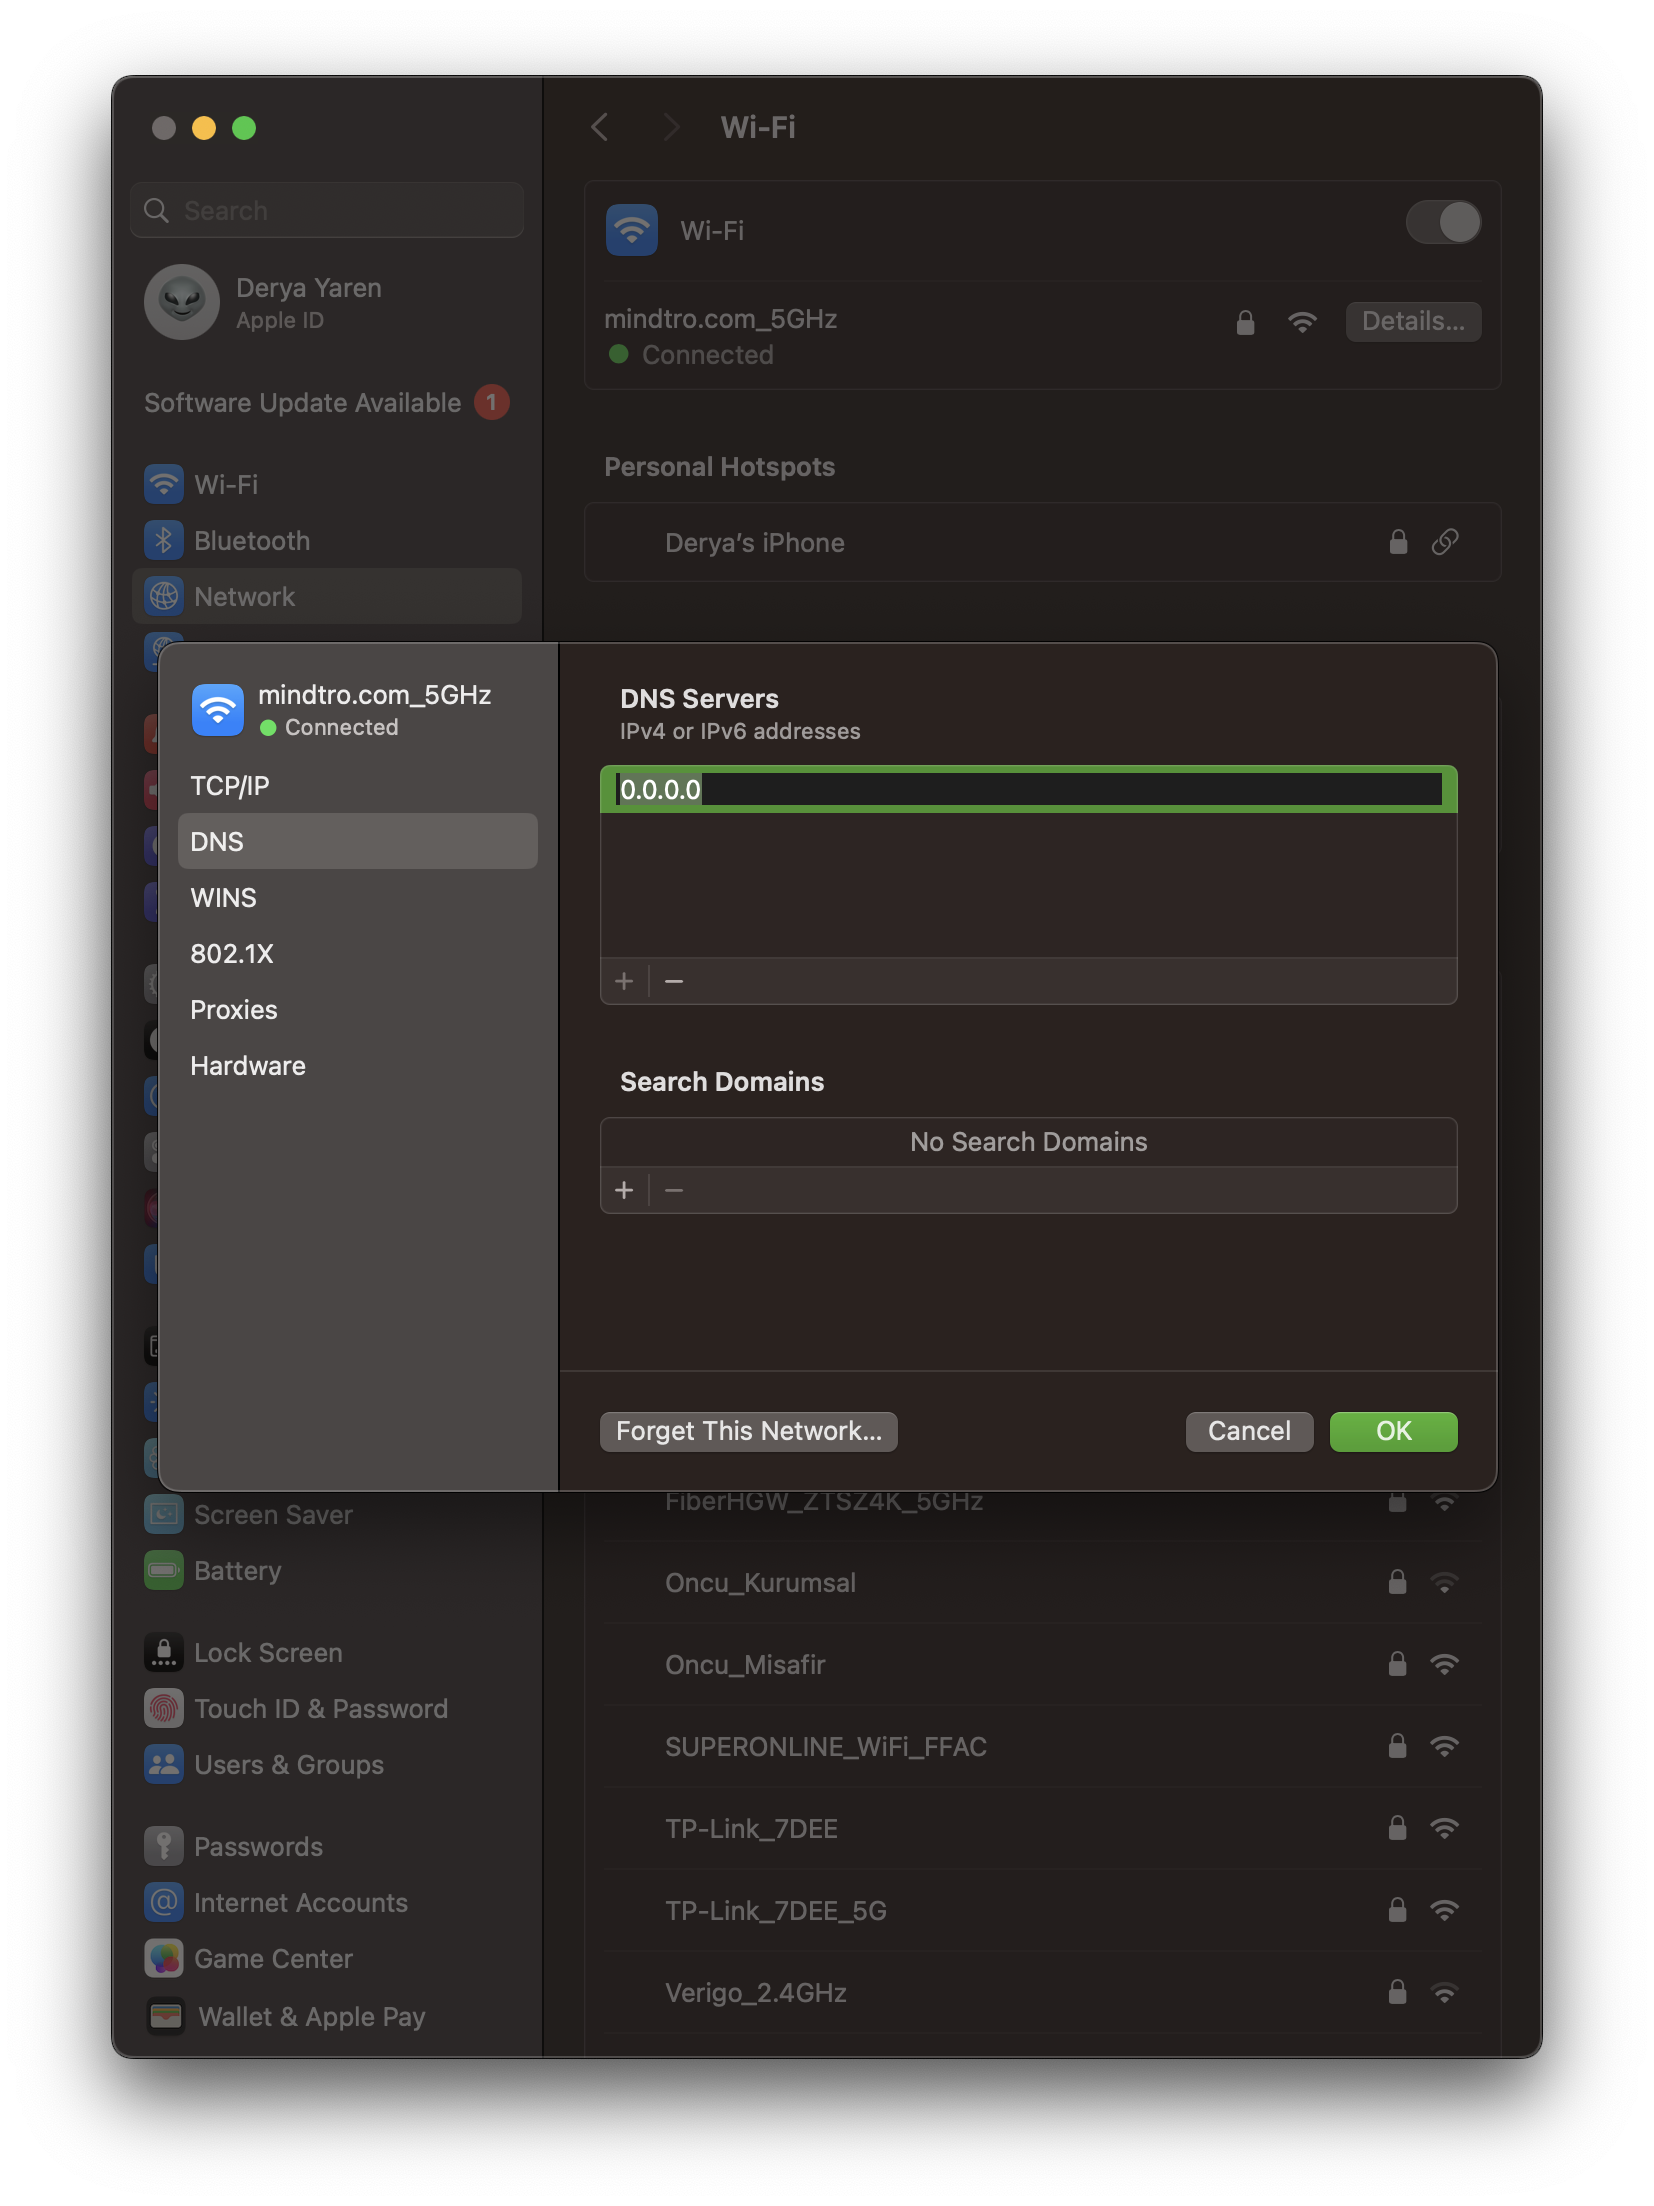 Wi-Fi
Search
Derya Yaren
Apple ID
Software Update Available 1
Wi-Fi
Bluetooth
Network
Wi-Fi
mindtro.com_5GHz
Connected
Details...
Personal Hotspots
Derya’s iPhone
mindtro.com_5GHz
Connected
TCP/IP
DNS
WINS
802.1X
Proxies
Hardware
DNS Servers
IPv4 or IPv6 addresses
0.0.0.0
+ −
Search Domains
No Search Domains
+ −
Forget This Network...
Cancel
OK
Screen Saver
Battery
Lock Screen
Touch ID & Password
Users & Groups
Passwords
Internet Accounts
Game Center
Wallet & Apple Pay
FiberHGW_ZTSZ4K_5GHz
Oncu_Kurumsal
Oncu_Misafir
SUPERONLINE_WiFi_FFAC
TP-Link_7DEE
TP-Link_7DEE_5G
Verigo_2.4GHz